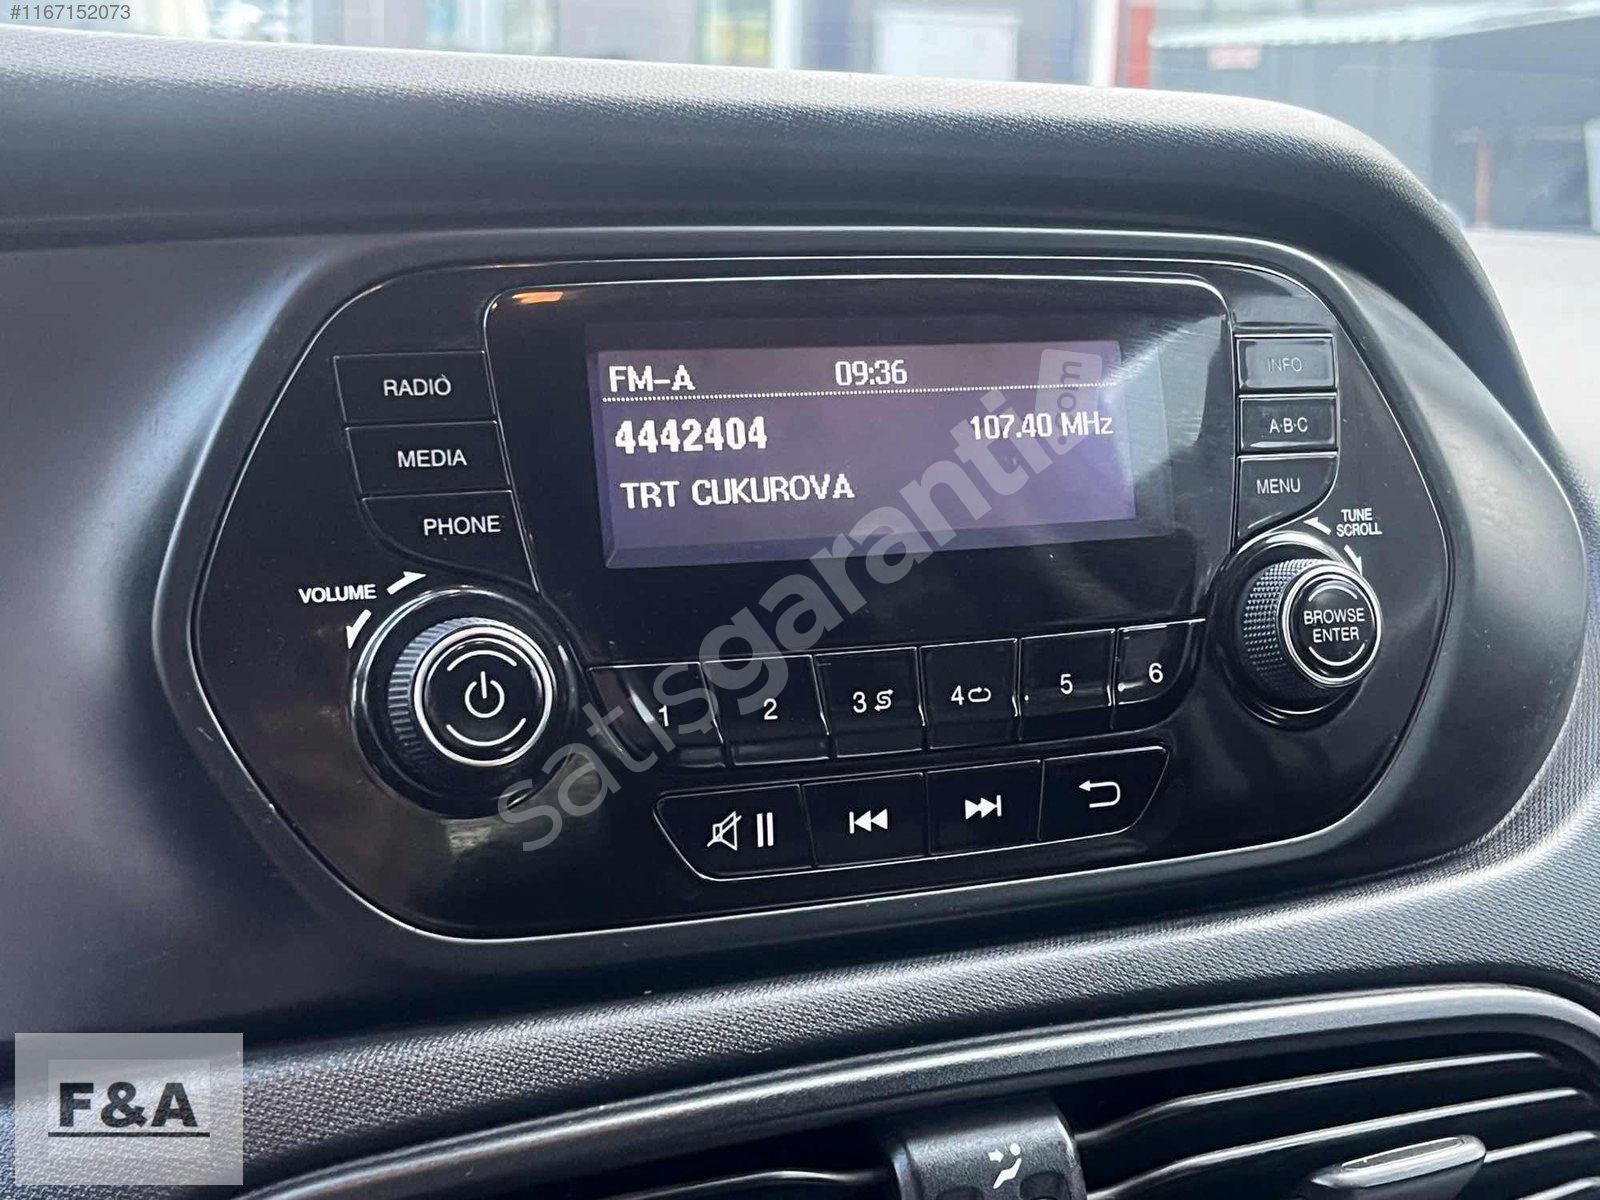 #1167152073
FM-A 09:36
4442404 107.40 MHz
TRT CUKUROVA
RADIO
MEDIA
PHONE
VOLUME
INFO
A·B·C
MENU
TUNE
SCROLL
BROWSE
ENTER
1 2 3 4 5 6
satışgaranti.com
F&A